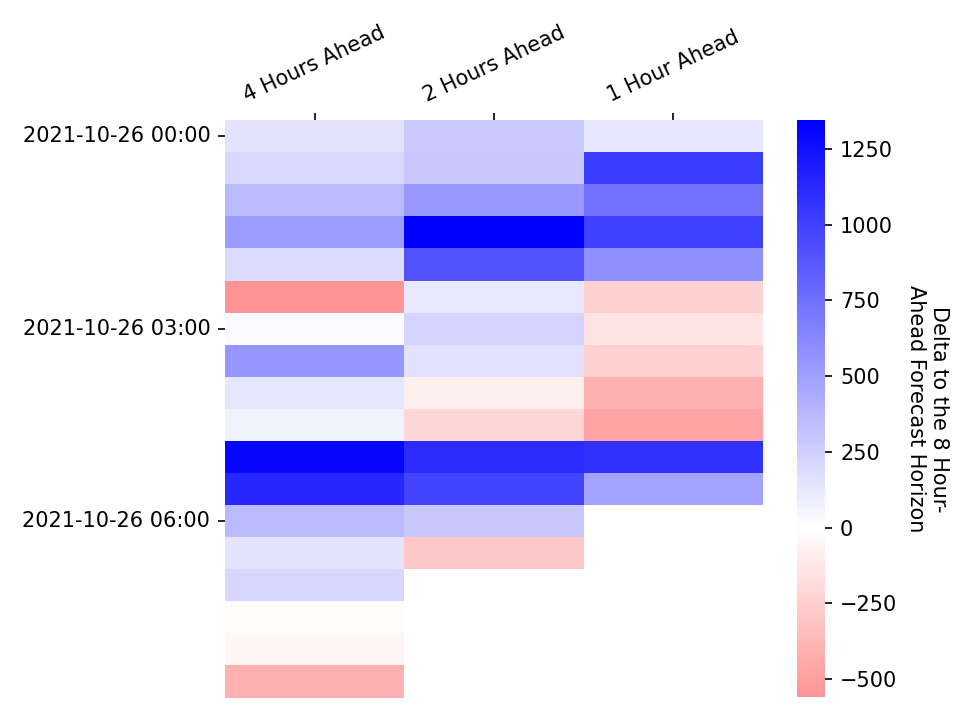 4 Hours Ahead
2 Hours Ahead
1 Hour Ahead
2021-10-26 00:00
2021-10-26 03:00
2021-10-26 06:00
1250
1000
750
500
250
0
−250
−500
Delta to the 8 Hour-
Ahead Forecast Horizon